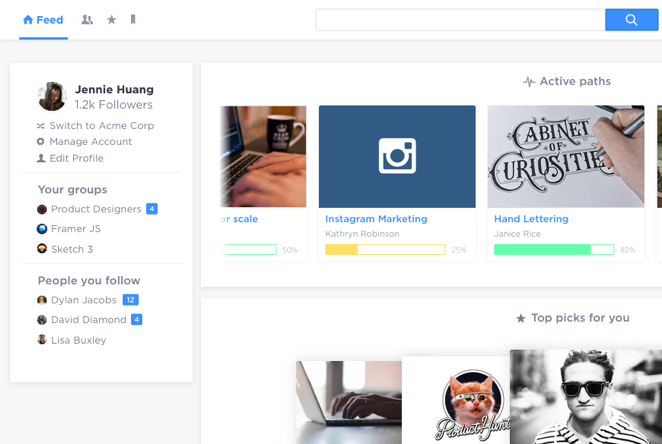 Feed
Jennie Huang
1.2k Followers
Switch to Acme Corp
Manage Account
Edit Profile
Your groups
Product Designers 4
Framer JS
Sketch 3
People you follow
Dylan Jacobs 12
David Diamond 4
Lisa Buxley
Active paths
or scale
50%
Instagram Marketing
Kathryn Robinson
25%
CABINET
OF
CURIOSITIE
Hand Lettering
Janice Rice
80%
Top picks for you
Product Hunt